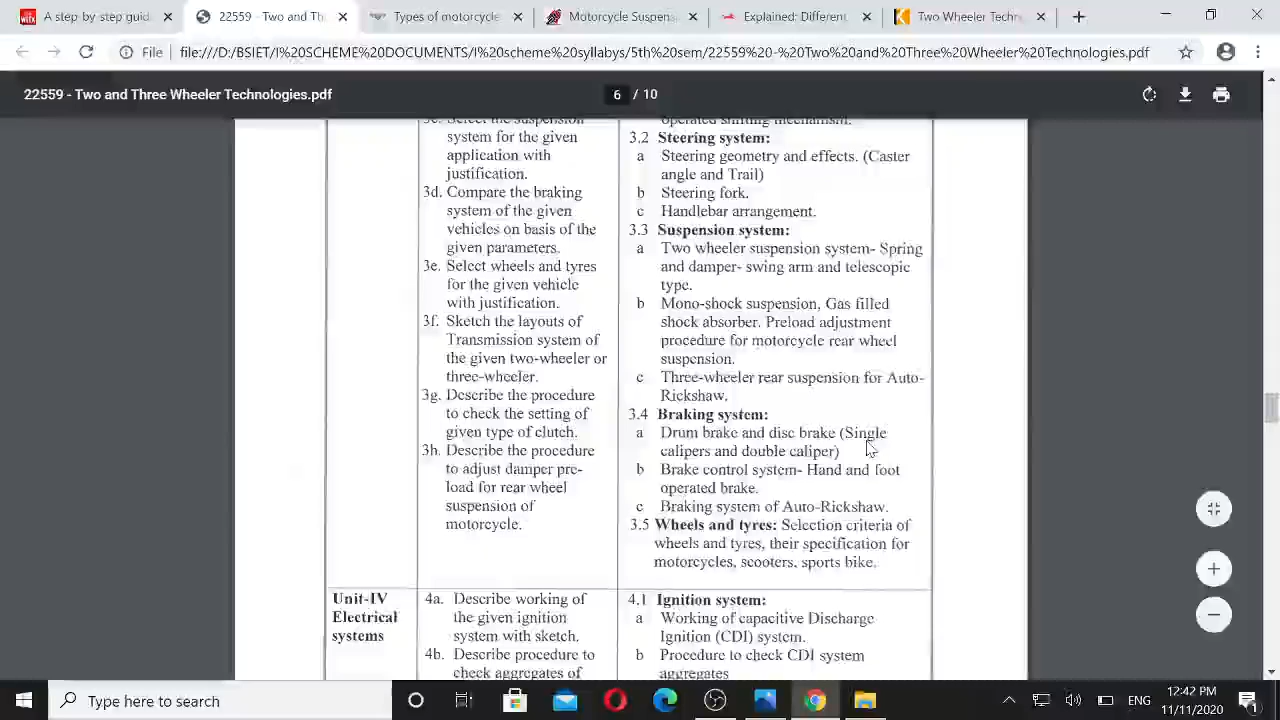 A step by step guid
22559 - Two and Th
Types of motorcycle
Motorcycle Suspens
Explained: Different
Two Wheeler Techn
File
file:///D:/BSIET/I%20SCHEME%20DOCUMENTS/I%20scheme%20syllabys/5th%20sem/22559%20-%20Two%20and%20Three%20Wheeler%20Technologies.pdf
22559 - Two and Three Wheeler Technologies.pdf
6 / 10
3c. Select the suspension
system for the given
application with
justification.
3d. Compare the braking
system of the given
vehicles on basis of the
given parameters.
3e. Select wheels and tyres
for the given vehicle
with justification.
3f. Sketch the layouts of
Transmission system of
the given two-wheeler or
three-wheeler.
3g. Describe the procedure
to check the setting of
given type of clutch.
3h. Describe the procedure
to adjust damper pre-
load for rear wheel
suspension of
motorcycle.
operated shifting mechanism.
3.2 Steering system:
a Steering geometry and effects. (Caster
angle and Trail)
b Steering fork.
c Handlebar arrangement.
3.3 Suspension system:
a Two wheeler suspension system- Spring
and damper- swing arm and telescopic
type.
b Mono-shock suspension, Gas filled
shock absorber. Preload adjustment
procedure for motorcycle rear wheel
suspension.
c Three-wheeler rear suspension for Auto-
Rickshaw.
3.4 Braking system:
a Drum brake and disc brake (Single
calipers and double caliper)
b Brake control system- Hand and foot
operated brake.
c Braking system of Auto-Rickshaw.
3.5 Wheels and tyres: Selection criteria of
wheels and tyres, their specification for
motorcycles, scooters, sports bike.
Unit-IV
Electrical
systems
4a. Describe working of
the given ignition
system with sketch.
4b. Describe procedure to
check aggregates of
4.1 Ignition system:
a Working of capacitive Discharge
Ignition (CDI) system.
b Procedure to check CDI system
aggregates
Type here to search
ENG
12:42 PM
11/11/2020
1